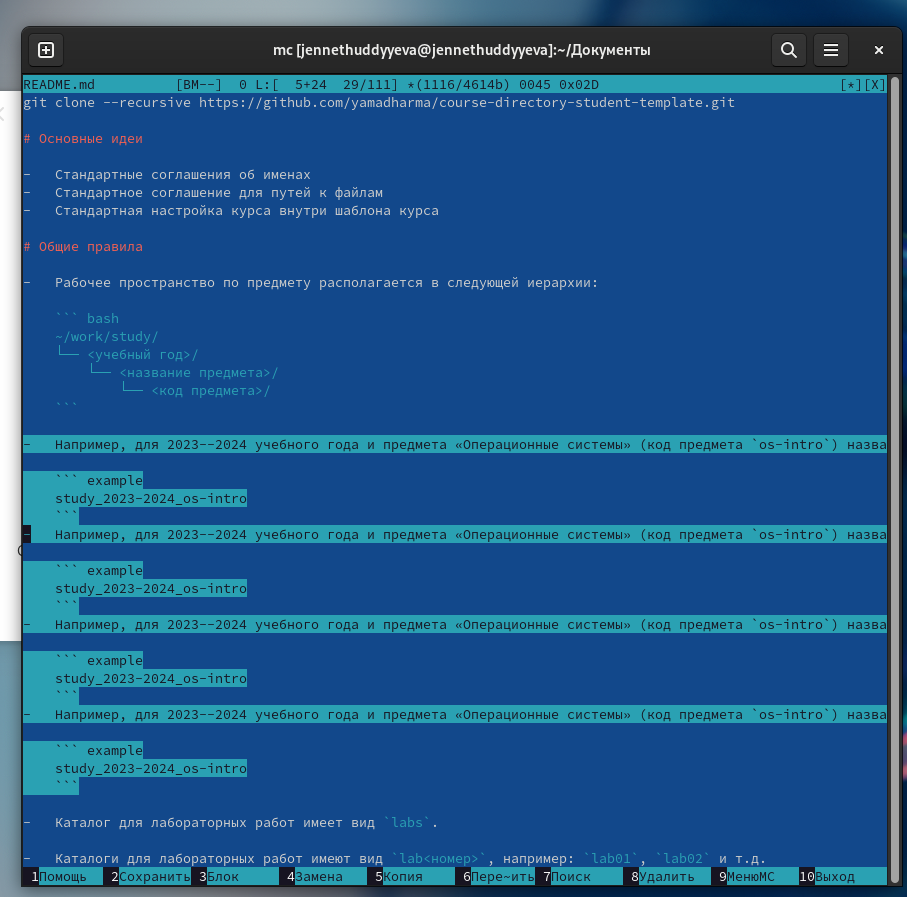 mc [jennethuddyyeva@jennethuddyyeva]:~/Документы
README.md [BM--] 0 L:[ 5+24 29/111] *(1116/4614b) 0045 0x02D [*][X]
git clone --recursive https://github.com/yamadharma/course-directory-student-template.git
# Основные идеи
- Стандартные соглашения об именах
- Стандартное соглашение для путей к файлам
- Стандартная настройка курса внутри шаблона курса
# Общие правила
- Рабочее пространство по предмету располагается в следующей иерархии:
``` bash
~/work/study/
└── <учебный год>/
└── <название предмета>/
└── <код предмета>/
```
- Например, для 2023--2024 учебного года и предмета «Операционные системы» (код предмета `os-intro`) назва
``` example
study_2023-2024_os-intro
```
- Например, для 2023--2024 учебного года и предмета «Операционные системы» (код предмета `os-intro`) назва
``` example
study_2023-2024_os-intro
```
- Например, для 2023--2024 учебного года и предмета «Операционные системы» (код предмета `os-intro`) назва
``` example
study_2023-2024_os-intro
```
- Например, для 2023--2024 учебного года и предмета «Операционные системы» (код предмета `os-intro`) назва
``` example
study_2023-2024_os-intro
```
- Каталог для лабораторных работ имеет вид `labs`.
- Каталоги для лабораторных работ имеют вид `lab<номер>`, например: `lab01`, `lab02` и т.д.
1Помощь 2Сохранить 3Блок 4Замена 5Копия 6Пере~ить 7Поиск 8Удалить 9МенюMC 10Выход